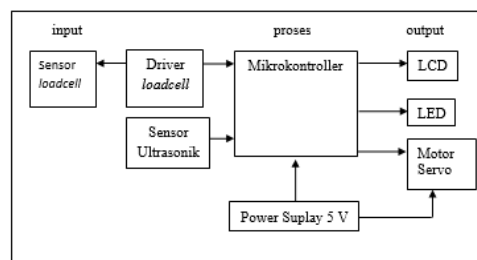 input
proses
output
Sensor
loadcell
Driver
loadcell
Mikrokontroller
LCD
Sensor
Ultrasonik
LED
Motor
Servo
Power Suplay 5 V